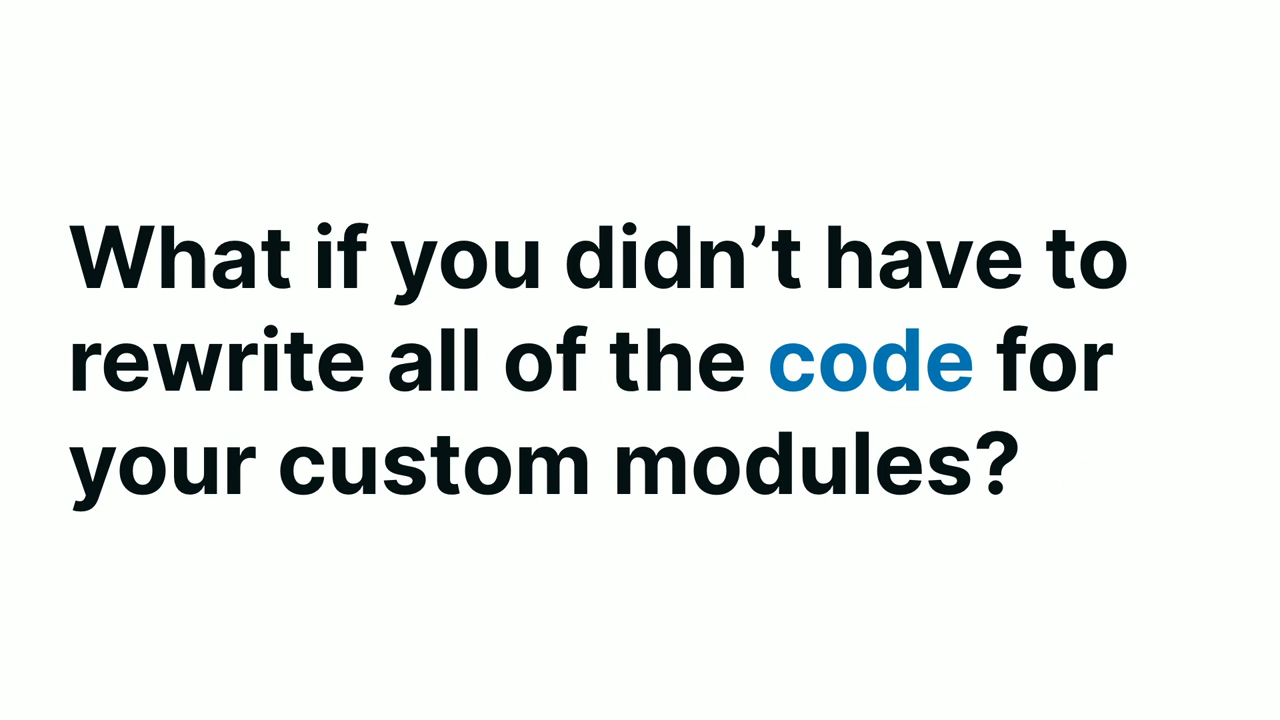 What if you didn’t have to
rewrite all of the code for
your custom modules?